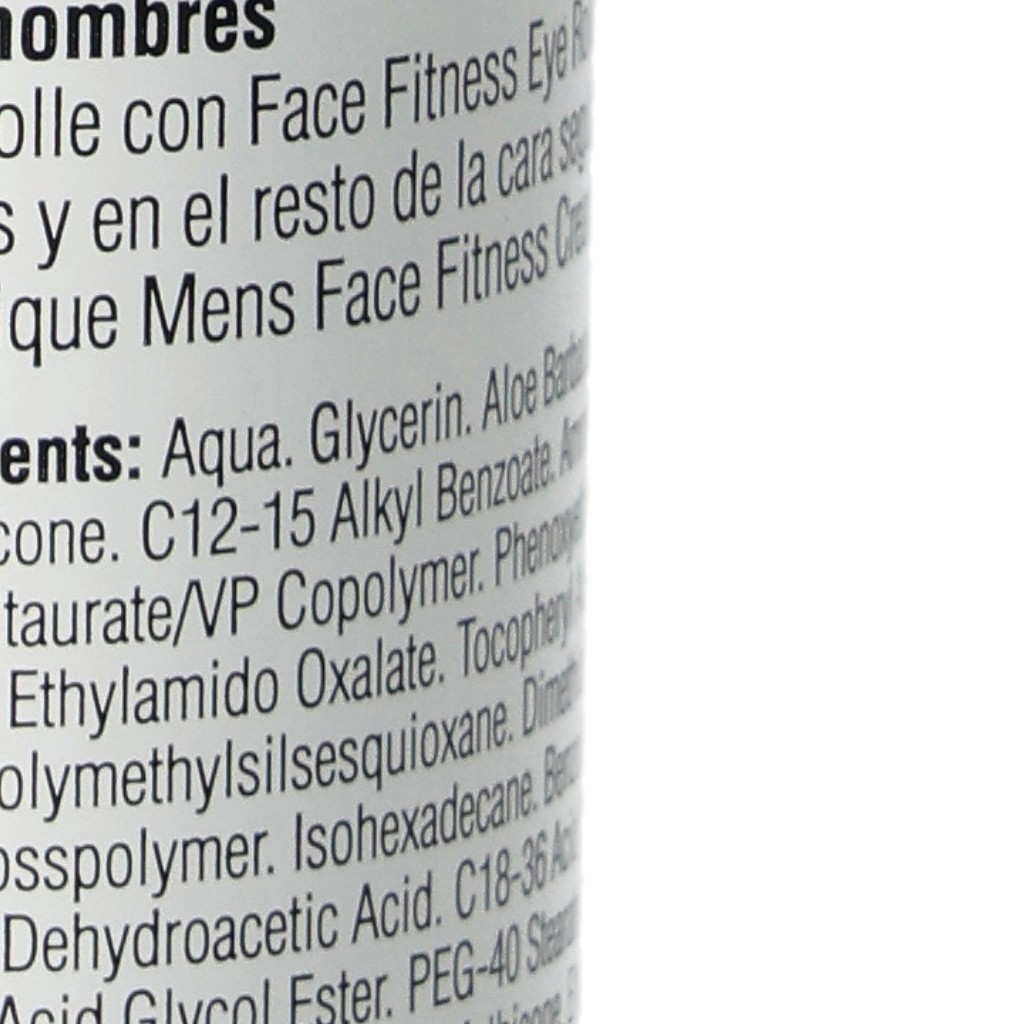 hombres
olle con Face Fitness Eye
s y en el resto de la cara
que Mens Face Fitness
ents: Aqua. Glycerin. Aloe
cone. C12-15 Alkyl Benzoate.
taurate/VP Copolymer.
Ethylamido Oxalate.
olymethylsilsesquioxane.
osspolymer. Isohexadecane.
Dehydroacetic Acid. C18-36
Acid Glycol Ester. PEG-40